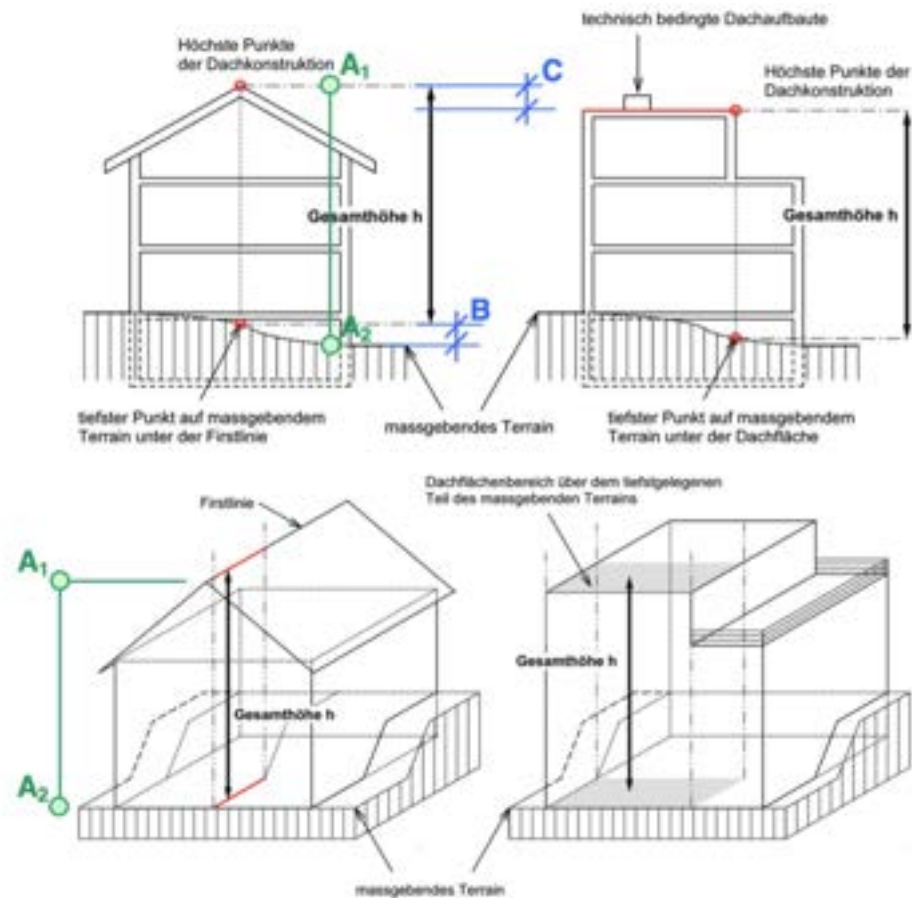 technisch bedingte Dachaufbaute
Höchste Punkte
der Dachkonstruktion
A1
C
Höchste Punkte der
Dachkonstruktion
Gesamthöhe h
Gesamthöhe h
B
A2
tiefster Punkt auf massgebendem
Terrain unter der Firstlinie
massgebendes Terrain
tiefster Punkt auf massgebendem
Terrain unter der Dachfläche
Dachflächenbereich über dem tiefstgelegenen
Teil des massgebenden Terrains
Firstlinie
A1
Gesamthöhe h
Gesamthöhe h
A2
massgebendes Terrain